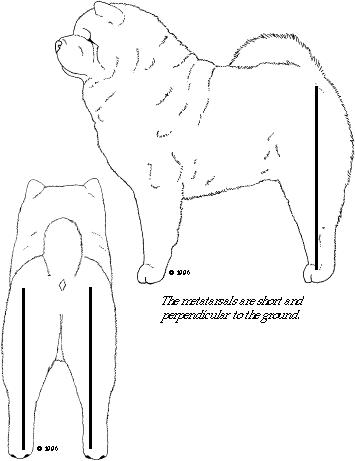 © 1996
The metatarsals are short and
perpendicular to the ground.
© 1996